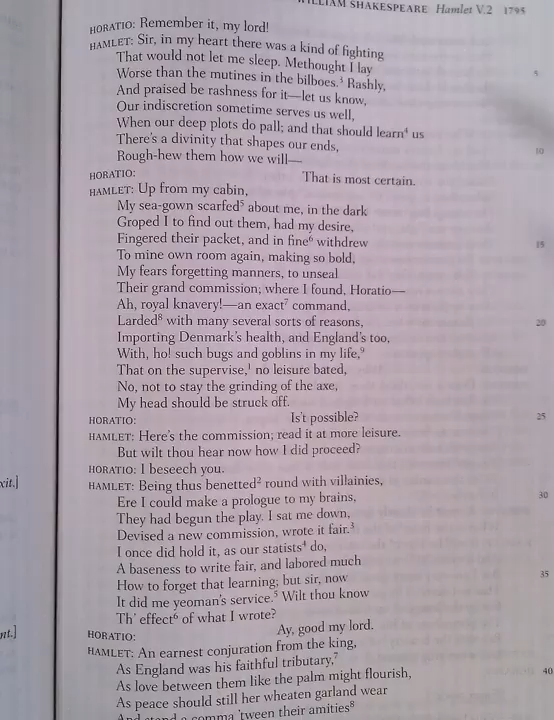 WILLIAM SHAKESPEARE Hamlet V.2 1795
HORATIO: Remember it, my lord!
HAMLET: Sir, in my heart there was a kind of fighting
That would not let me sleep. Methought I lay
Worse than the mutines in the bilboes.³ Rashly,
And praised be rashness for it—let us know,
Our indiscretion sometime serves us well,
When our deep plots do pall; and that should learn⁴ us
There's a divinity that shapes our ends,
Rough-hew them how we will—
HORATIO: That is most certain.
HAMLET: Up from my cabin,
My sea-gown scarfed⁵ about me, in the dark
Groped I to find out them, had my desire,
Fingered their packet, and in fine⁶ withdrew
To mine own room again, making so bold,
My fears forgetting manners, to unseal
Their grand commission; where I found, Horatio—
Ah, royal knavery!—an exact⁷ command,
Larded⁸ with many several sorts of reasons,
Importing Denmark's health, and England's too,
With, ho! such bugs and goblins in my life,⁹
That on the supervise,¹ no leisure bated,
No, not to stay the grinding of the axe,
My head should be struck off.
HORATIO: Is't possible?
HAMLET: Here's the commission; read it at more leisure.
But wilt thou hear now how I did proceed?
HORATIO: I beseech you.
HAMLET: Being thus benetted² round with villainies,
Ere I could make a prologue to my brains,
They had begun the play. I sat me down,
Devised a new commission, wrote it fair.³
I once did hold it, as our statists⁴ do,
A baseness to write fair, and labored much
How to forget that learning; but sir, now
It did me yeoman's service.⁵ Wilt thou know
Th' effect⁶ of what I wrote?
HORATIO: Ay, good my lord.
HAMLET: An earnest conjuration from the king,
As England was his faithful tributary,⁷
As love between them like the palm might flourish,
As peace should still her wheaten garland wear
And stand a comma 'tween their amities⁸
5
10
15
20
25
30
35
40
xit.]
nt.]